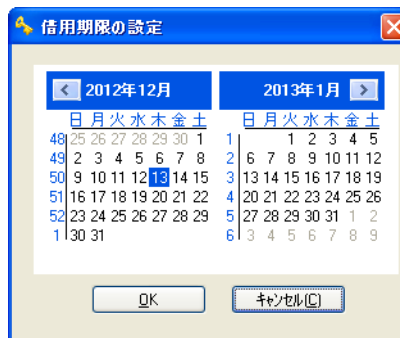 借用期限の設定
2012年12月 2013年1月
日 月 火 水 木 金 土 日 月 火 水 木 金 土
48 25 26 27 28 29 30 1 1 1 2 3 4 5
49 2 3 4 5 6 7 8 2 6 7 8 9 10 11 12
50 9 10 11 12 13 14 15 3 13 14 15 16 17 18 19
51 16 17 18 19 20 21 22 4 20 21 22 23 24 25 26
52 23 24 25 26 27 28 29 5 27 28 29 30 31 1 2
1 30 31 6 3 4 5 6 7 8 9
OK キャンセル(C)